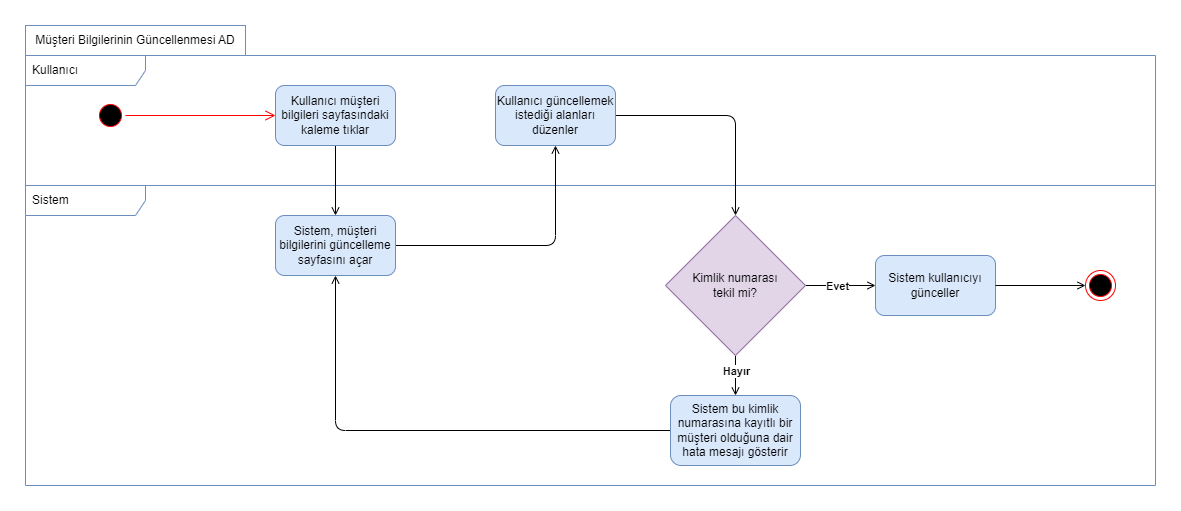 Müşteri Bilgilerinin Güncellenmesi AD
Kullanıcı
Kullanıcı müşteri
bilgileri sayfasındaki
kaleme tıklar
Kullanıcı güncellemek
istediği alanları
düzenler
Sistem
Sistem, müşteri
bilgilerini güncelleme
sayfasını açar
Kimlik numarası
tekil mi?
Evet
Sistem kullanıcıyı
günceller
Hayır
Sistem bu kimlik
numarasına kayıtlı bir
müşteri olduğuna dair
hata mesajı gösterir